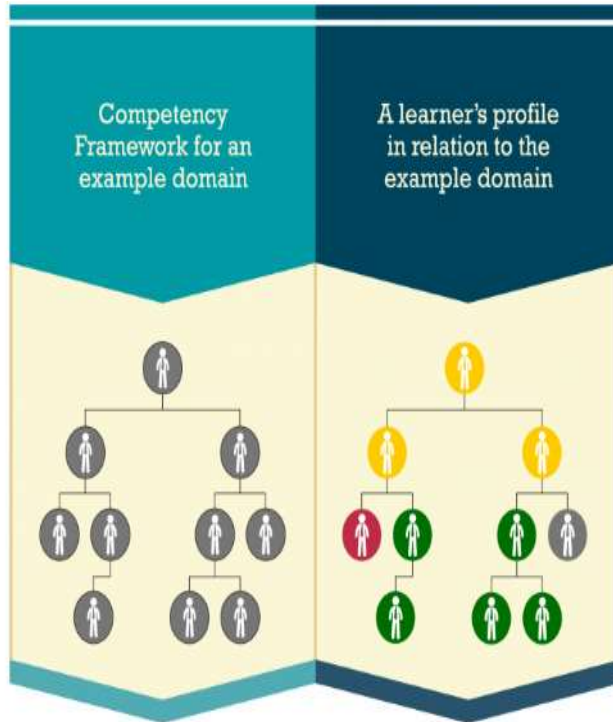 Competency
Framework for an
example domain
A learner's profile
in relation to the
example domain